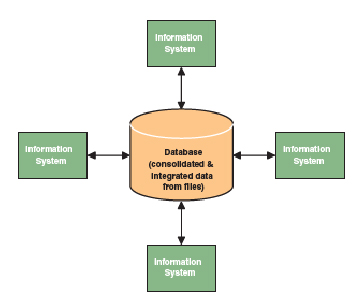 Information
System
Information
System
Database
(consolidated &
integrated data
from files)
Information
System
Information
System